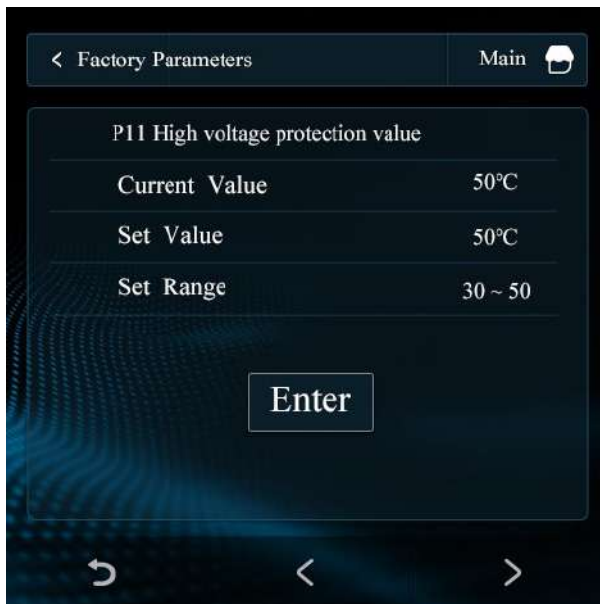 < Factory Parameters Main
P11 High voltage protection value
Current Value 50℃
Set Value 50℃
Set Range 30 ~ 50
Enter